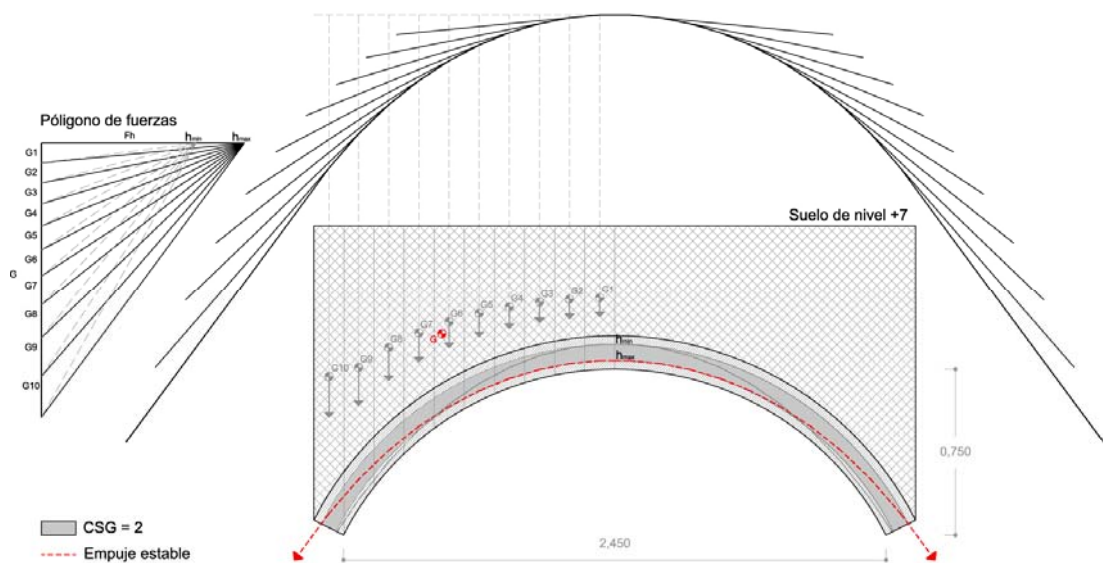 Póligono de fuerzas
Fh
hmin
hmax
G1
G2
G3
G4
G5
G6
G
G7
G8
G9
G10
Suelo de nivel +7
G10
G9
G8
G7
G
G6
G5
G4
G3
G2
G1
hmin
hmax
0,750
2,450
CSG = 2
Empuje estable